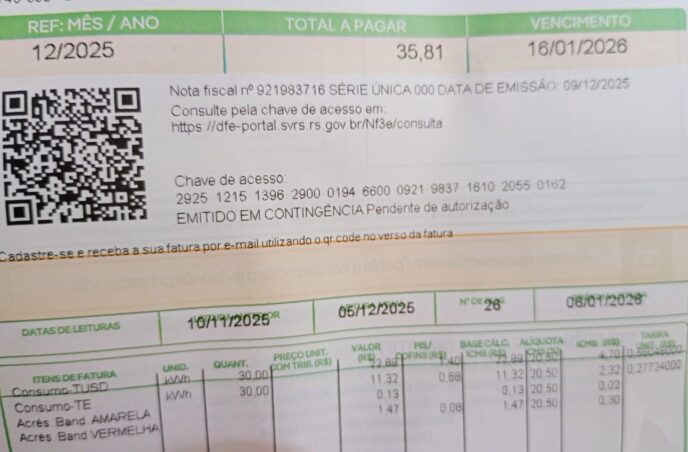 REF: MÊS / ANO TOTAL A PAGAR VENCIMENTO
12/2025 35,81 16/01/2026
Nota fiscal nº 921983716 SÉRIE ÚNICA 000 DATA DE EMISSÃO: 09/12/2025
Consulte pela chave de acesso em:
https://dfe-portal.svrs.rs.gov.br/Nf3e/consulta
Chave de acesso:
2925 1215 1396 2900 0194 6600 0921 9837 1610 2055 0162
EMITIDO EM CONTINGÊNCIA Pendente de autorização
Cadastre-se e receba a sua fatura por e-mail utilizando o qr code no verso da fatura
DATAS DE LEITURAS 10/11/2025 05/12/2025 Nº DE DIAS 26 06/01/2026
ITENS DE FATURA UNID. QUANT. PREÇO UNIT. COM TRIB. (R$) VALOR (R$) PIS/ COFINS (R$) BASE CÁLC. ICMS (R$) ALÍQUOTA ICMS (R$) TARIFA UNIT. (R$)
Consumo-TUSD kWh 30,00 22,89 20,50 4,70
Consumo-TE kWh 30,00 11,32 0,68 11,32 20,50 2,32 0,27724000
Acrés. Band. AMARELA 0,13 0,13 20,50 0,02
Acrés. Band VERMELHA 1,47 0,08 1,47 20,50 0,30